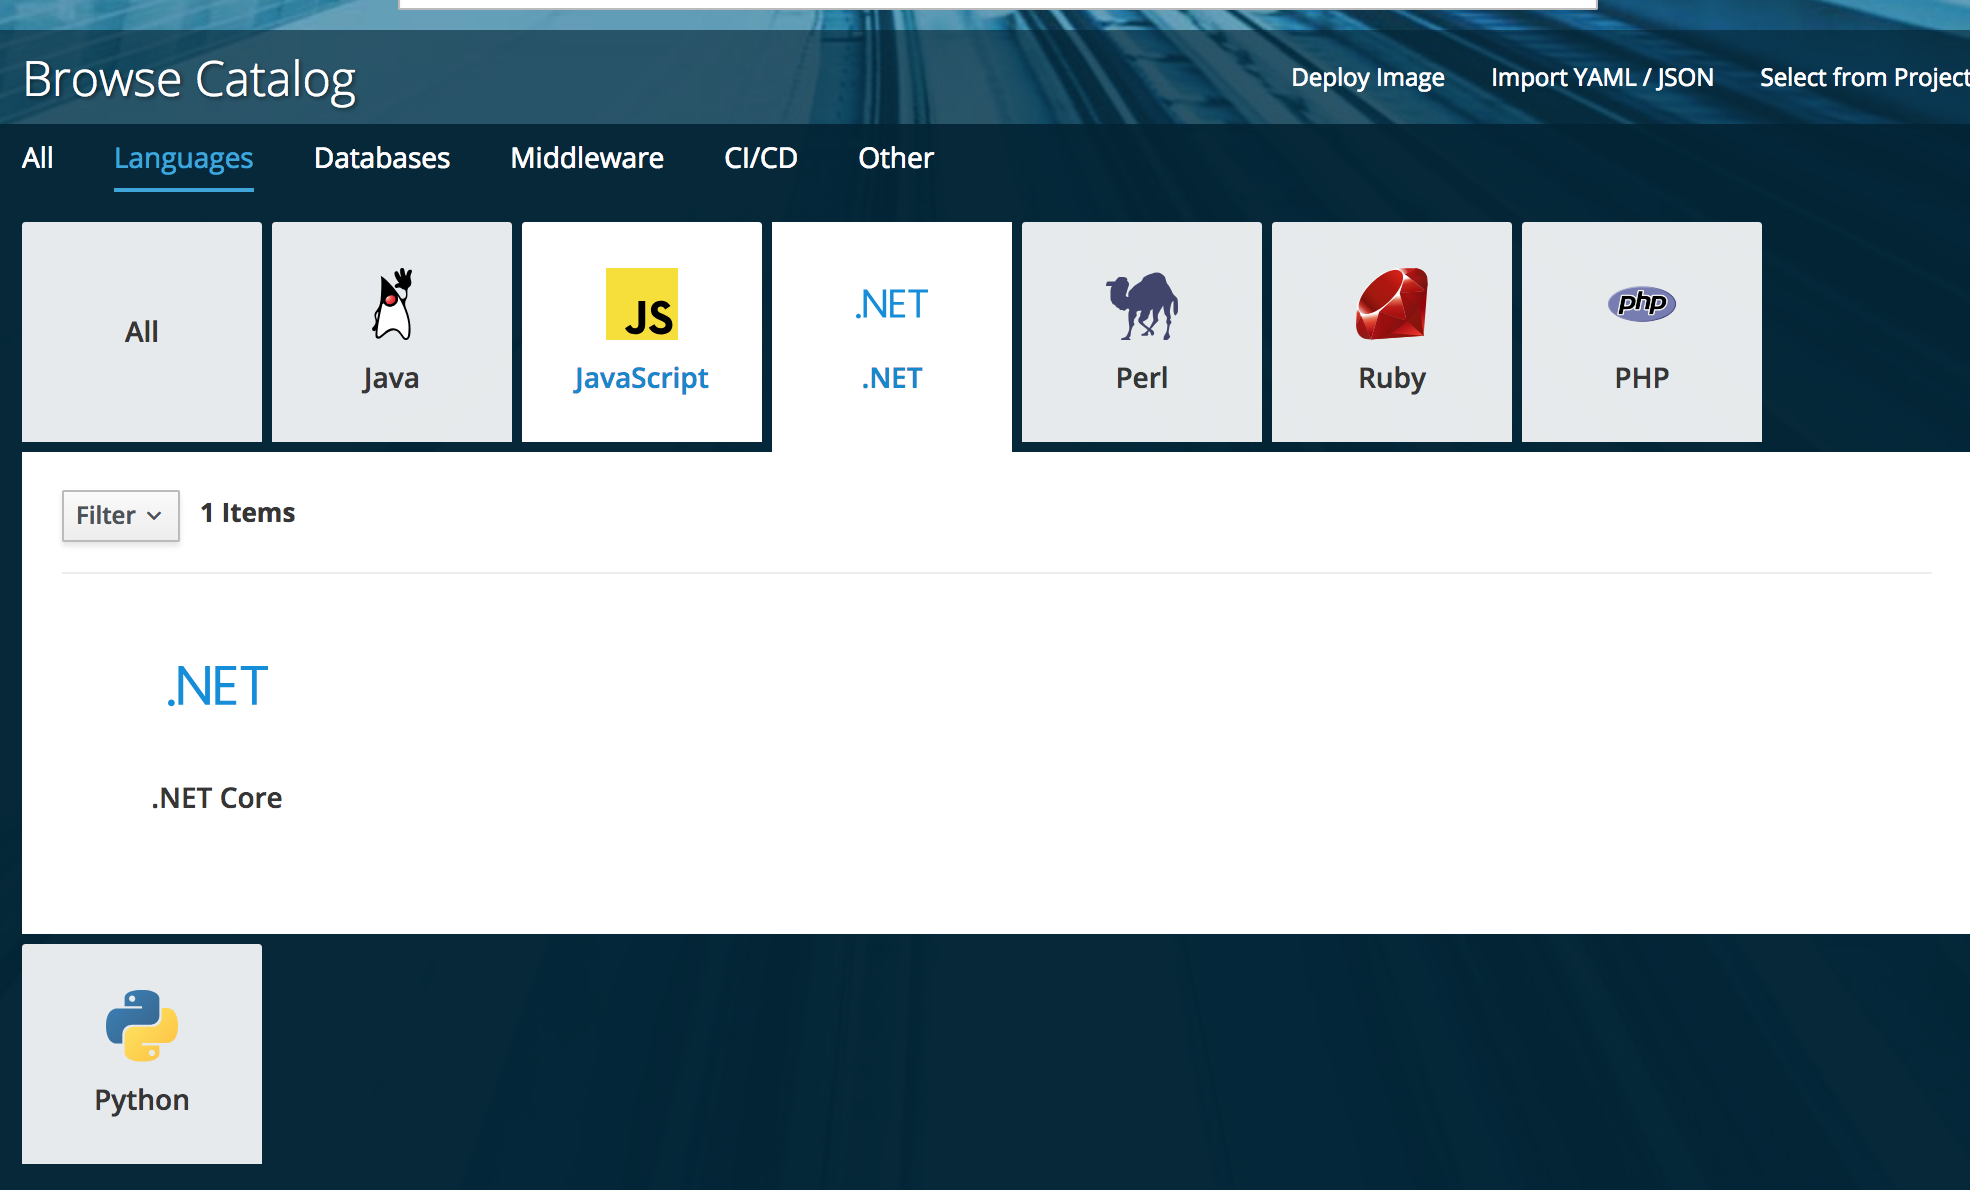 Browse Catalog
Deploy Image Import YAML / JSON Select from Project
All Languages Databases Middleware CI/CD Other
JS .NET php
All
Java JavaScript .NET Perl Ruby PHP
Filter 1 Items
.NET
.NET Core
Python